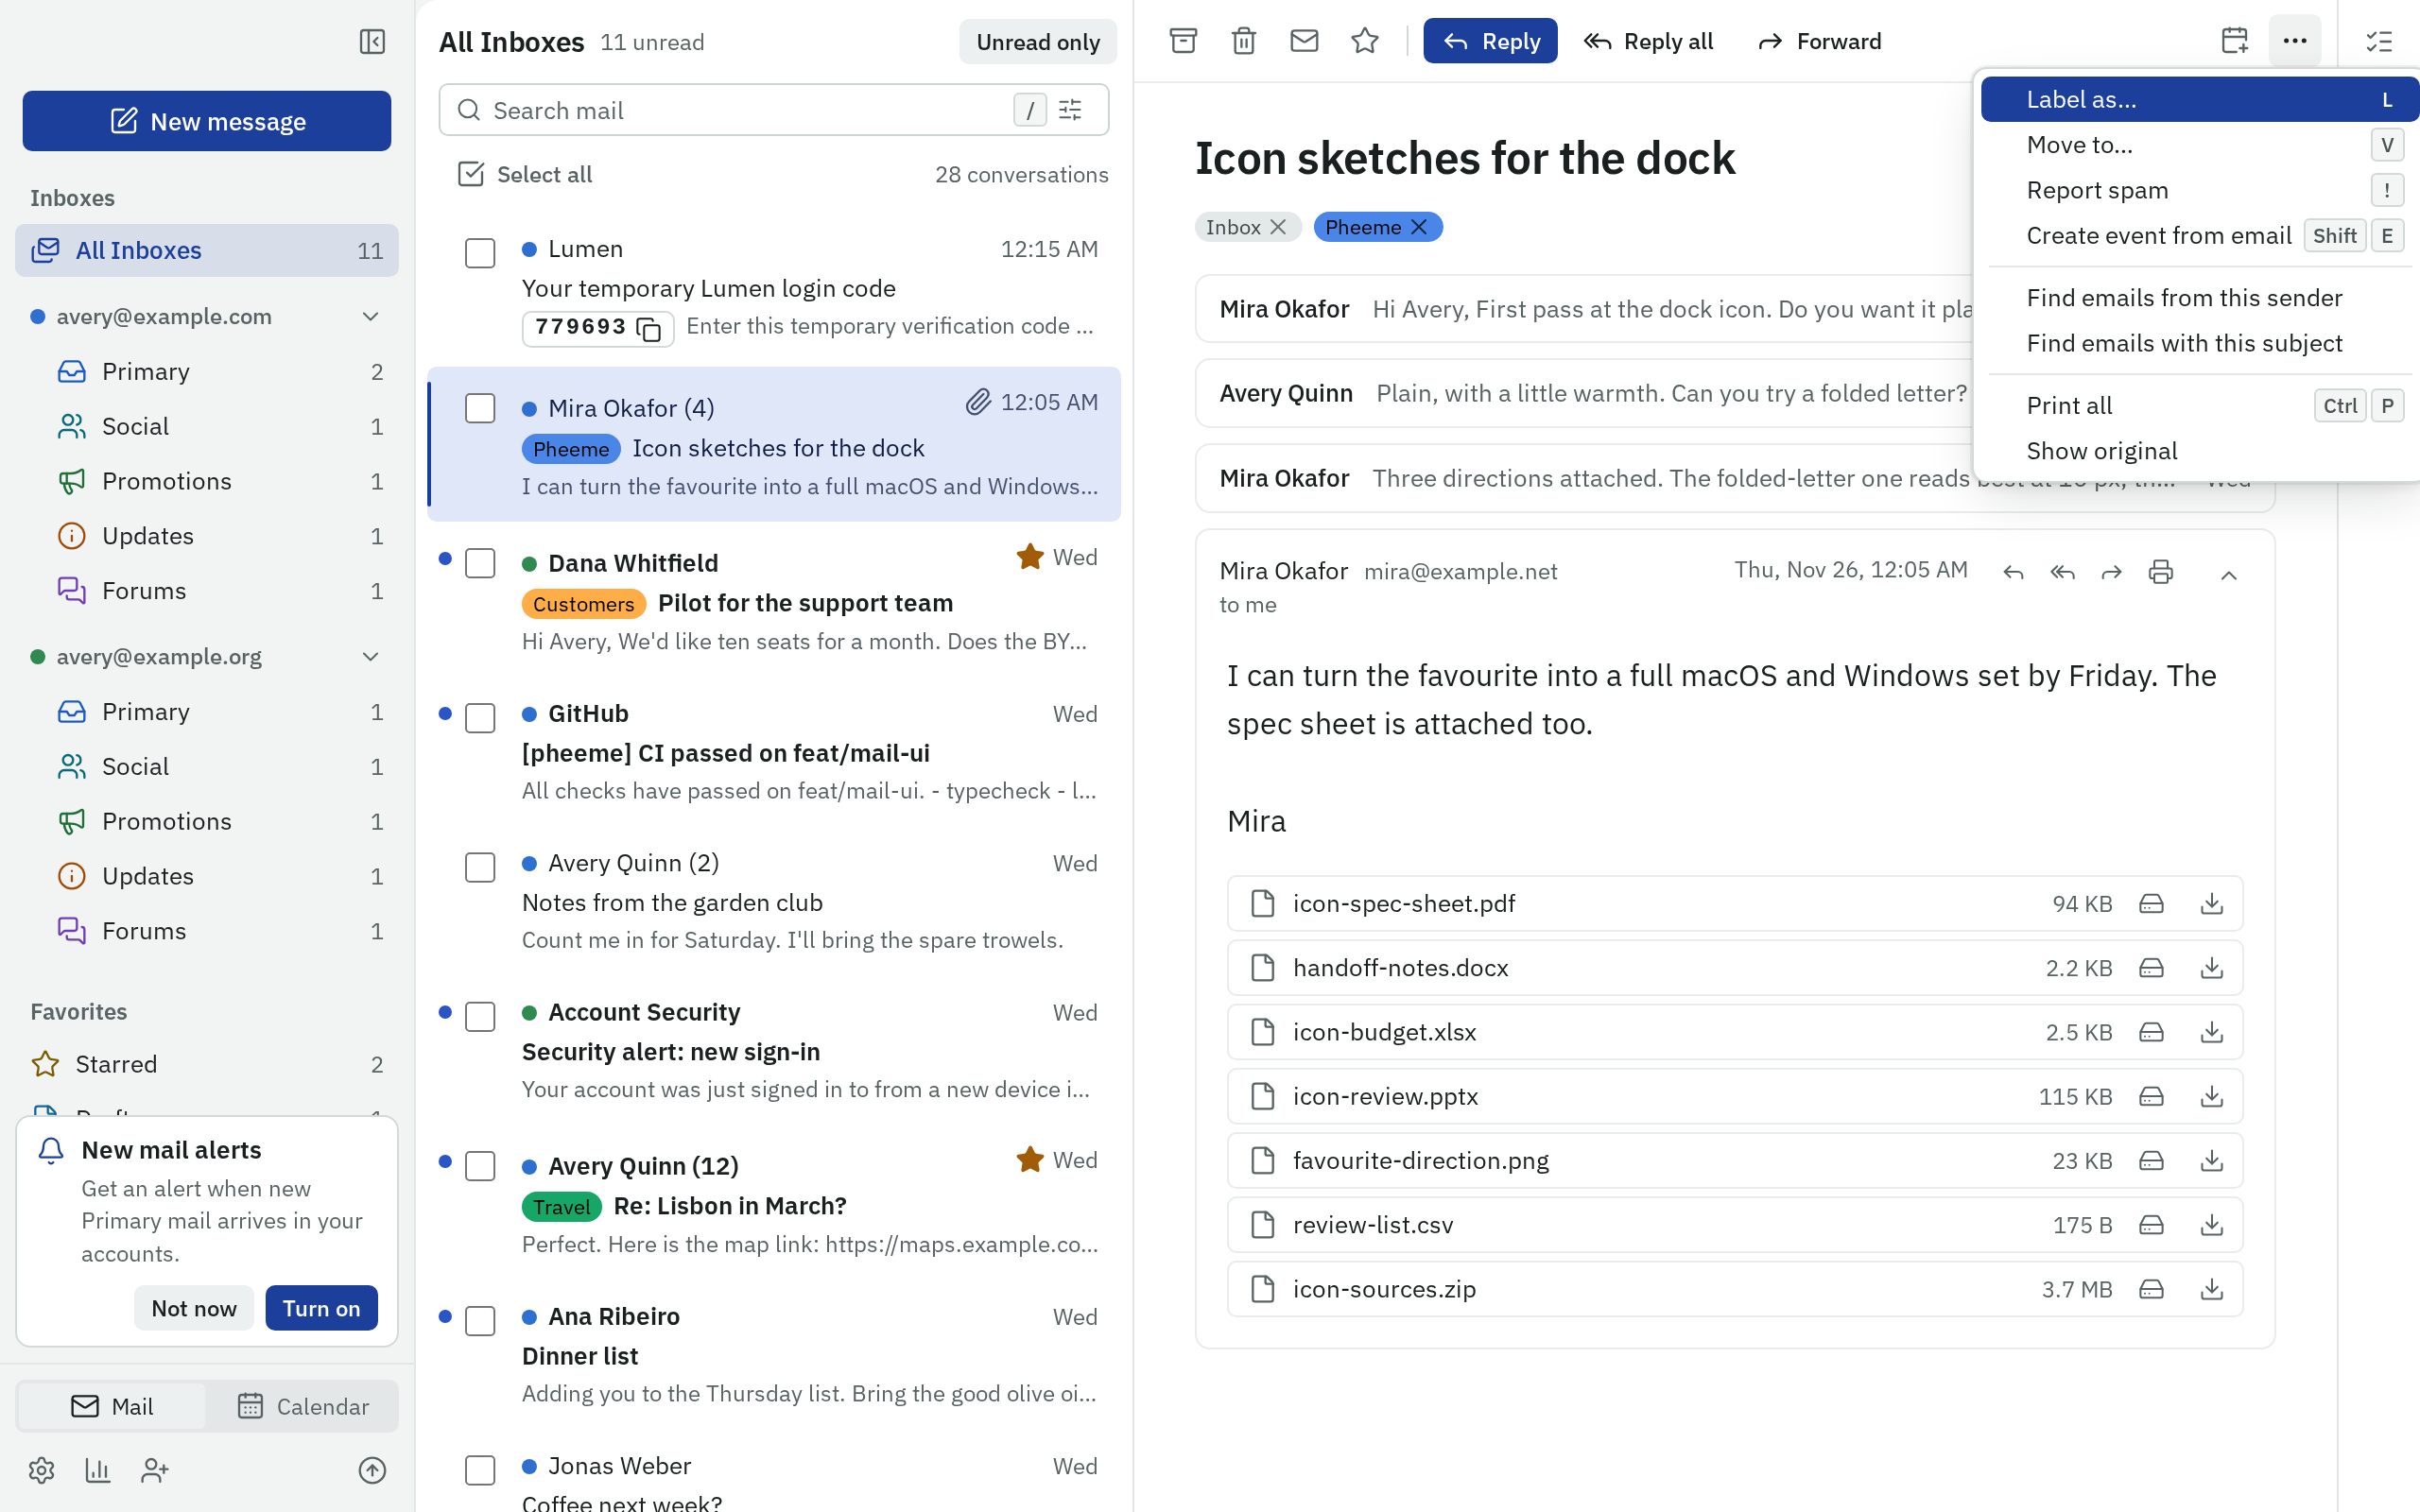 New message
Inboxes
All Inboxes 11
avery@example.com
Primary 2
Social 1
Promotions 1
Updates 1
Forums 1
avery@example.org
Primary 1
Social 1
Promotions 1
Updates 1
Forums 1
Favorites
Starred 2
New mail alerts
Get an alert when new
Primary mail arrives in your
accounts.
Not now Turn on
Mail Calendar
All Inboxes 11 unread Unread only
Search mail /
Select all 28 conversations
Lumen 12:15 AM
Your temporary Lumen login code
779693 Enter this temporary verification code ...
Mira Okafor (4) 12:05 AM
Pheeme Icon sketches for the dock
I can turn the favourite into a full macOS and Windows...
Dana Whitfield Wed
Customers Pilot for the support team
Hi Avery, We'd like ten seats for a month. Does the BY...
GitHub Wed
[pheeme] CI passed on feat/mail-ui
All checks have passed on feat/mail-ui. - typecheck - l...
Avery Quinn (2) Wed
Notes from the garden club
Count me in for Saturday. I'll bring the spare trowels.
Account Security Wed
Security alert: new sign-in
Your account was just signed in to from a new device i...
Avery Quinn (12) Wed
Travel Re: Lisbon in March?
Perfect. Here is the map link: https://maps.example.co...
Ana Ribeiro Wed
Dinner list
Adding you to the Thursday list. Bring the good olive oi...
Jonas Weber Wed
Coffee next week?
Reply Reply all Forward
Icon sketches for the dock
Inbox Pheeme
Mira Okafor Hi Avery, First pass at the dock icon. Do you want it pla
Avery Quinn Plain, with a little warmth. Can you try a folded letter?
Mira Okafor Three directions attached. The folded-letter one reads
Label as... L
Move to... V
Report spam !
Create event from email Shift E
Find emails from this sender
Find emails with this subject
Print all Ctrl P
Show original
Mira Okafor mira@example.net Thu, Nov 26, 12:05 AM
to me
I can turn the favourite into a full macOS and Windows set by Friday. The
spec sheet is attached too.
Mira
icon-spec-sheet.pdf 94 KB
handoff-notes.docx 2.2 KB
icon-budget.xlsx 2.5 KB
icon-review.pptx 115 KB
favourite-direction.png 23 KB
review-list.csv 175 B
icon-sources.zip 3.7 MB